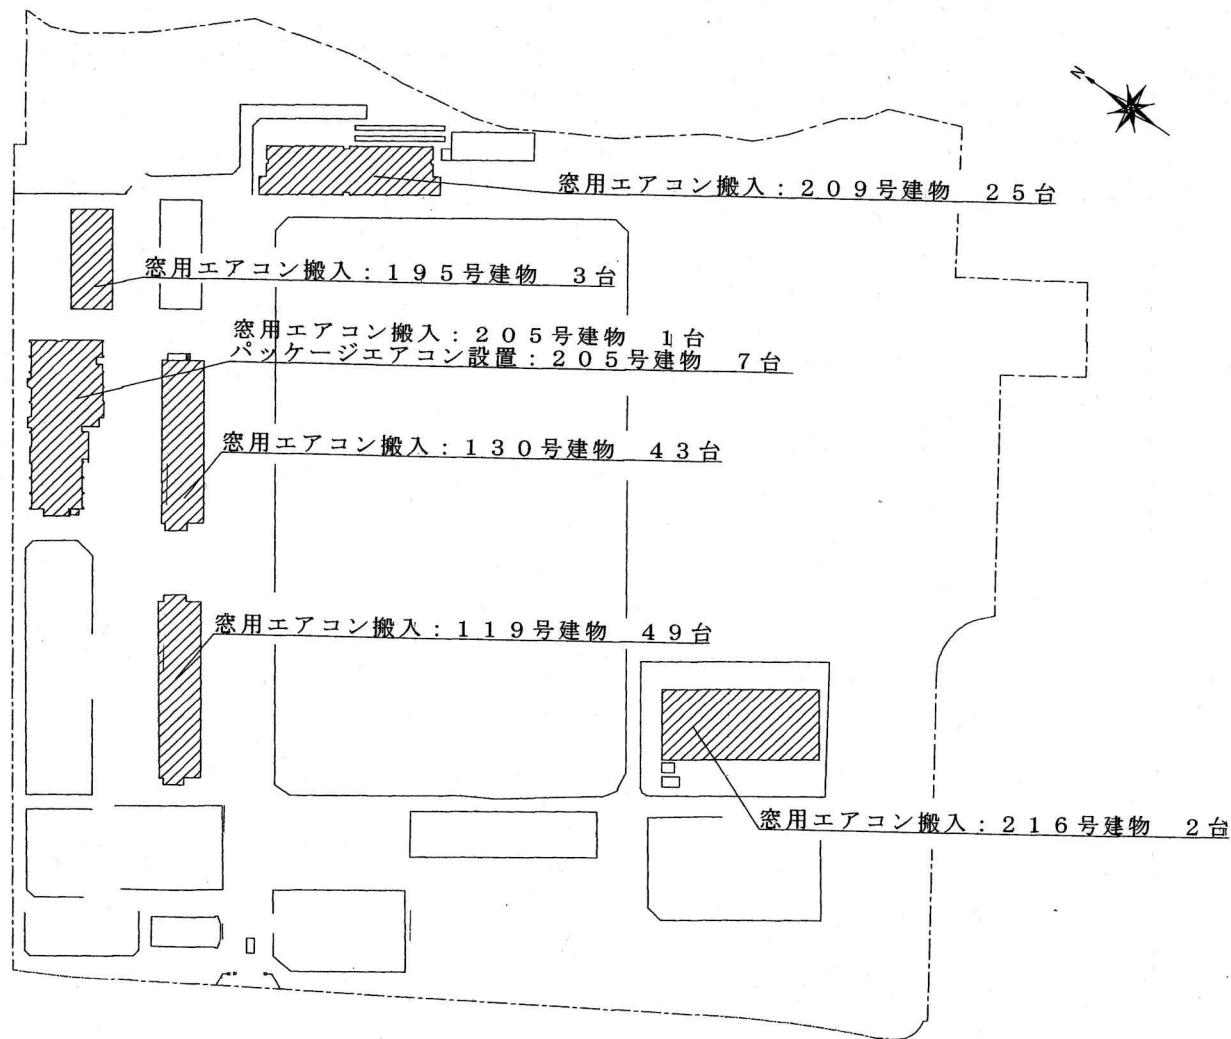 N
窓用エアコン搬入：２０９号建物　２５台
窓用エアコン搬入：１９５号建物　３台
窓用エアコン搬入：２０５号建物　１台
パッケージエアコン設置：２０５号建物　７台
窓用エアコン搬入：１３０号建物　４３台
窓用エアコン搬入：１１９号建物　４９台
窓用エアコン搬入：２１６号建物　２台